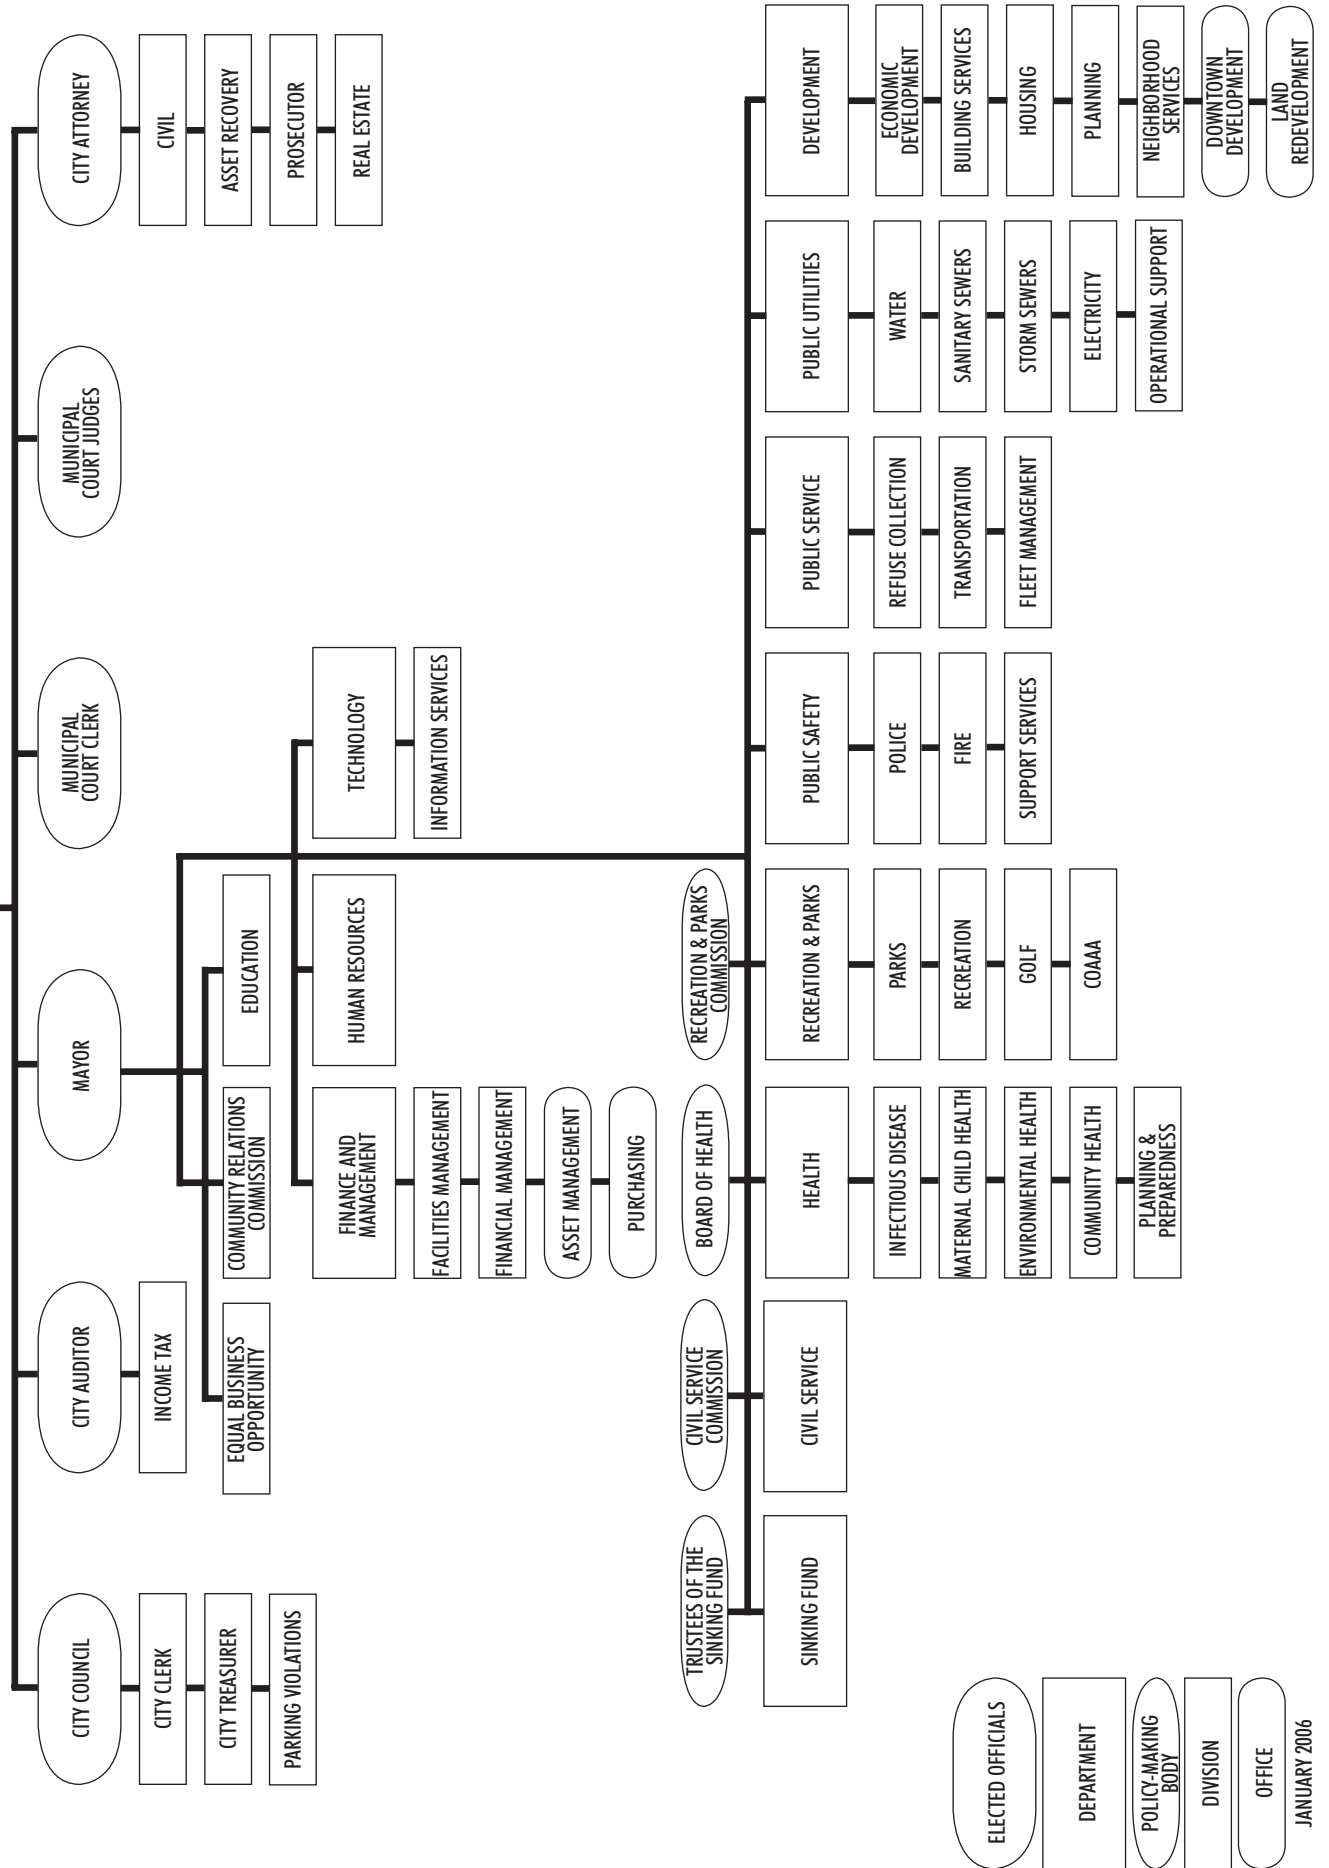 CITY COUNCIL
CITY CLERK
CITY TREASURER
PARKING VIOLATIONS
CITY AUDITOR
INCOME TAX
MAYOR
EQUAL BUSINESS
OPPORTUNITY
COMMUNITY RELATIONS
COMMISSION
EDUCATION
FINANCE AND
MANAGEMENT
FACILITIES MANAGEMENT
FINANCIAL MANAGEMENT
ASSET MANAGEMENT
PURCHASING
HUMAN RESOURCES
TECHNOLOGY
INFORMATION SERVICES
MUNICIPAL
COURT CLERK
MUNICIPAL
COURT JUDGES
CITY ATTORNEY
CIVIL
ASSET RECOVERY
PROSECUTOR
REAL ESTATE
TRUSTEES OF THE
SINKING FUND
SINKING FUND
CIVIL SERVICE
COMMISSION
CIVIL SERVICE
BOARD OF HEALTH
HEALTH
INFECTIOUS DISEASE
MATERNAL CHILD HEALTH
ENVIRONMENTAL HEALTH
COMMUNITY HEALTH
PLANNING &
PREPAREDNESS
RECREATION & PARKS
COMMISSION
RECREATION & PARKS
PARKS
RECREATION
GOLF
COAAA
PUBLIC SAFETY
POLICE
FIRE
SUPPORT SERVICES
PUBLIC SERVICE
REFUSE COLLECTION
TRANSPORTATION
FLEET MANAGEMENT
PUBLIC UTILITIES
WATER
SANITARY SEWERS
STORM SEWERS
ELECTRICITY
OPERATIONAL SUPPORT
DEVELOPMENT
ECONOMIC
DEVELOPMENT
BUILDING SERVICES
HOUSING
PLANNING
NEIGHBORHOOD
SERVICES
DOWNTOWN
DEVELOPMENT
LAND
REDEVELOPMENT
ELECTED OFFICIALS
DEPARTMENT
POLICY-MAKING
BODY
DIVISION
OFFICE
JANUARY 2006